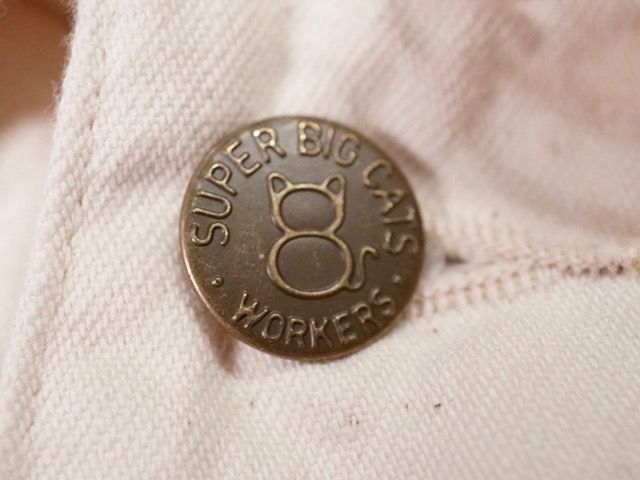 SUPER BIG CATS
· WORKERS ·